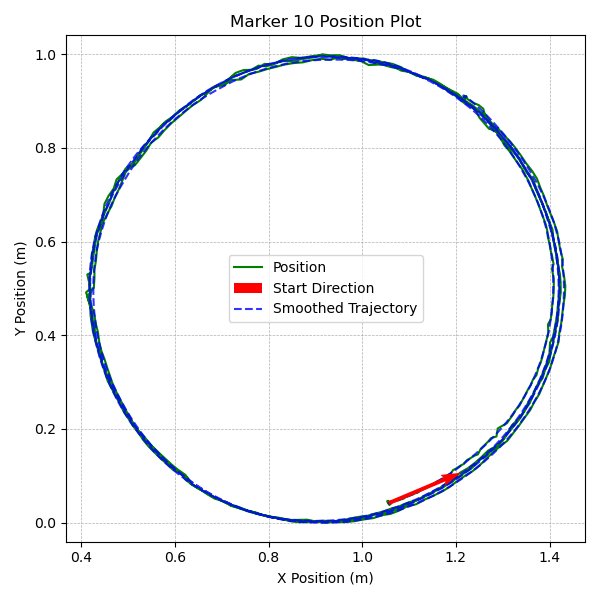 Marker 10 Position Plot
1.0
0.8
0.6
0.4
0.2
0.0
Y Position (m)
Position
Start Direction
Smoothed Trajectory
0.4
0.6
0.8
1.0
1.2
1.4
X Position (m)